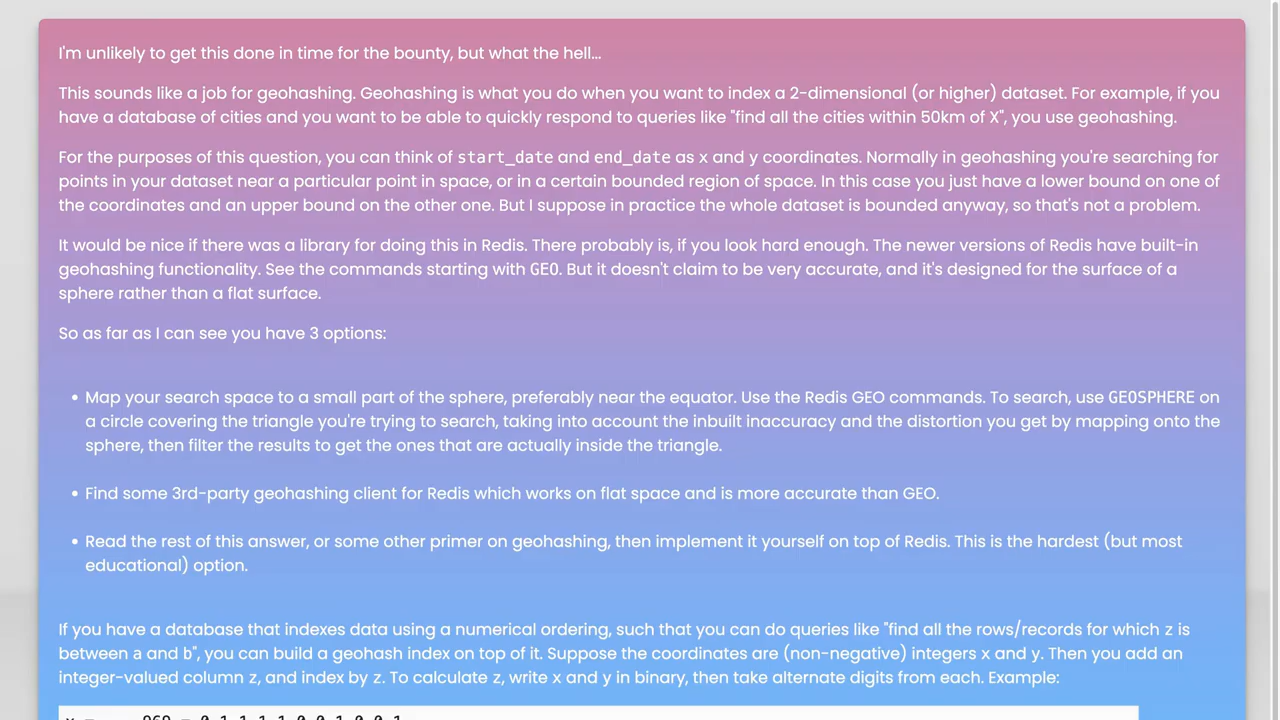 I'm unlikely to get this done in time for the bounty, but what the hell...
This sounds like a job for geohashing. Geohashing is what you do when you want to index a 2-dimensional (or higher) dataset. For example, if you
have a database of cities and you want to be able to quickly respond to queries like "find all the cities within 50km of X", you use geohashing.
For the purposes of this question, you can think of start_date and end_date as x and y coordinates. Normally in geohashing you're searching for
points in your dataset near a particular point in space, or in a certain bounded region of space. In this case you just have a lower bound on one of
the coordinates and an upper bound on the other one. But I suppose in practice the whole dataset is bounded anyway, so that's not a problem.
It would be nice if there was a library for doing this in Redis. There probably is, if you look hard enough. The newer versions of Redis have built-in
geohashing functionality. See the commands starting with GEO. But it doesn't claim to be very accurate, and it's designed for the surface of a
sphere rather than a flat surface.
So as far as I can see you have 3 options:
• Map your search space to a small part of the sphere, preferably near the equator. Use the Redis GEO commands. To search, use GEOSPHERE on
a circle covering the triangle you're trying to search, taking into account the inbuilt inaccuracy and the distortion you get by mapping onto the
sphere, then filter the results to get the ones that are actually inside the triangle.
• Find some 3rd-party geohashing client for Redis which works on flat space and is more accurate than GEO.
• Read the rest of this answer, or some other primer on geohashing, then implement it yourself on top of Redis. This is the hardest (but most
educational) option.
If you have a database that indexes data using a numerical ordering, such that you can do queries like "find all the rows/records for which z is
between a and b", you can build a geohash index on top of it. Suppose the coordinates are (non-negative) integers x and y. Then you add an
integer-valued column z, and index by z. To calculate z, write x and y in binary, then take alternate digits from each. Example: